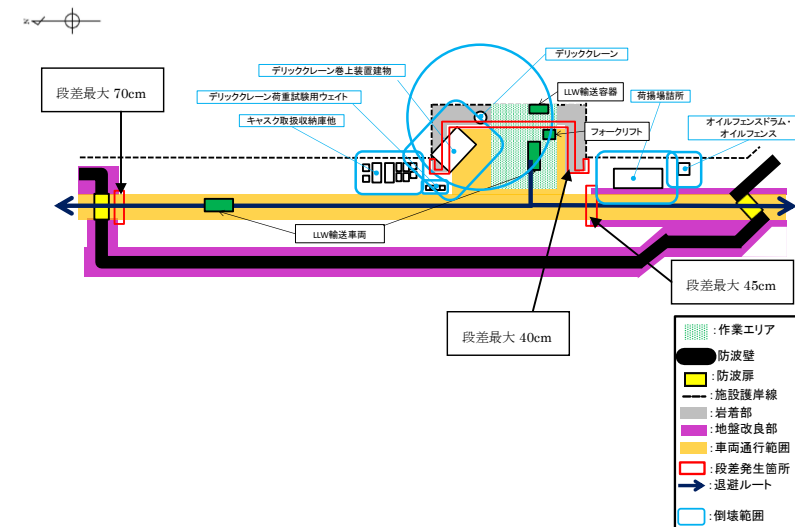 N
デリッククレーン
デリッククレーン巻上装置建物
段差最大 70cm
デリッククレーン荷重試験用ウェイト
LLW輸送容器
荷揚場詰所
キャスク取扱収納庫他
フォークリフト
オイルフェンスドラム・
オイルフェンス
LLW輸送車両
段差最大 45cm
段差最大 40cm
:作業エリア
:防波壁
:防波扉
:施設護岸線
:岩着部
:地盤改良部
:車両通行範囲
:段差発生箇所
:退避ルート
:倒壊範囲